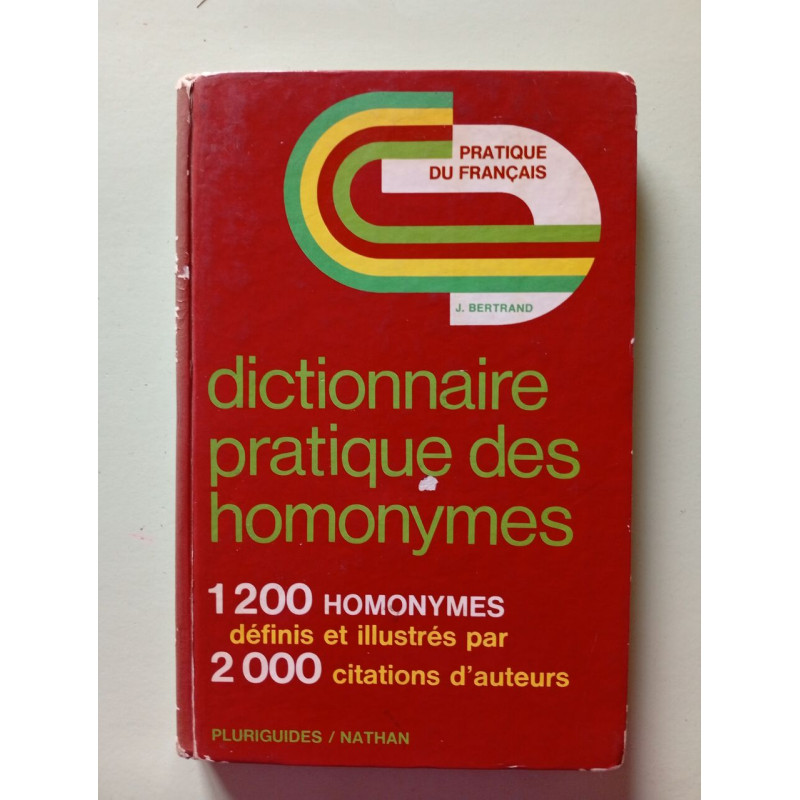 PRATIQUE
DU FRANÇAIS
J. BERTRAND
dictionnaire
pratique des
homonymes
1 200 HOMONYMES
définis et illustrés par
2 000 citations d'auteurs
PLURIGUIDES / NATHAN